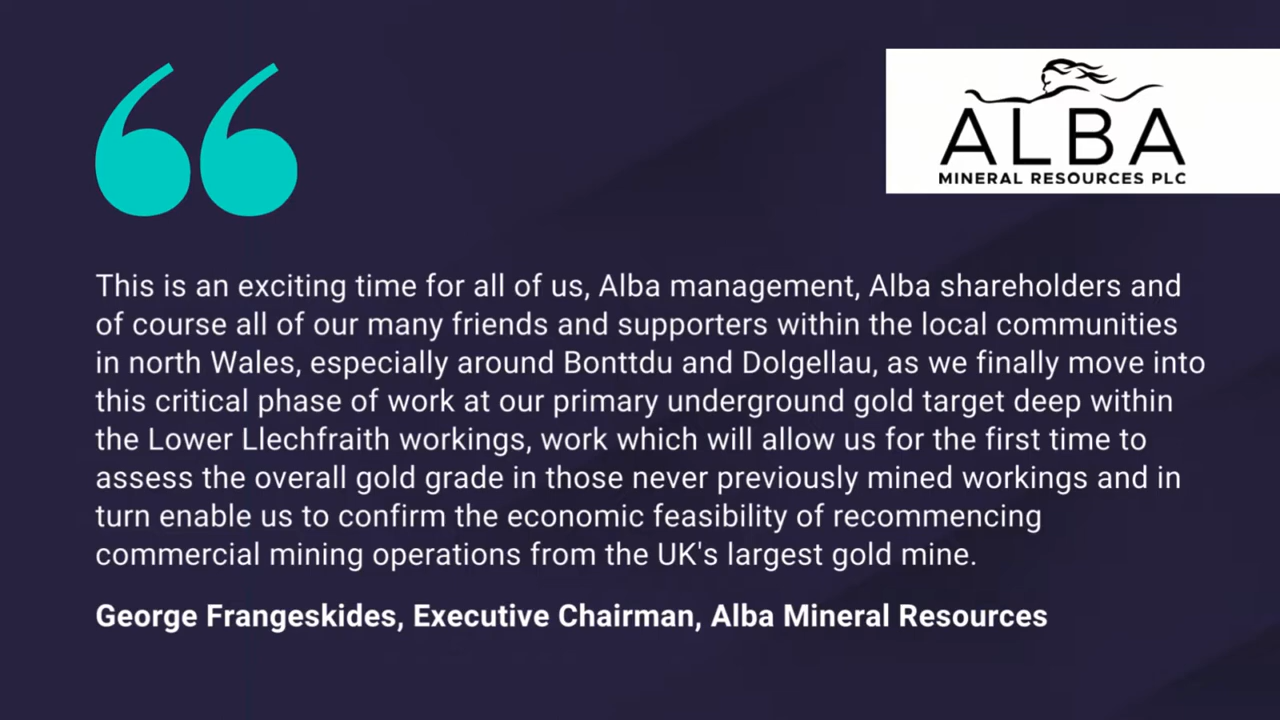 ALBA
MINERAL RESOURCES PLC
This is an exciting time for all of us, Alba management, Alba shareholders and
of course all of our many friends and supporters within the local communities
in north Wales, especially around Bonttdu and Dolgellau, as we finally move into
this critical phase of work at our primary underground gold target deep within
the Lower Llechfraith workings, work which will allow us for the first time to
assess the overall gold grade in those never previously mined workings and in
turn enable us to confirm the economic feasibility of recommencing
commercial mining operations from the UK's largest gold mine.
George Frangeskides, Executive Chairman, Alba Mineral Resources